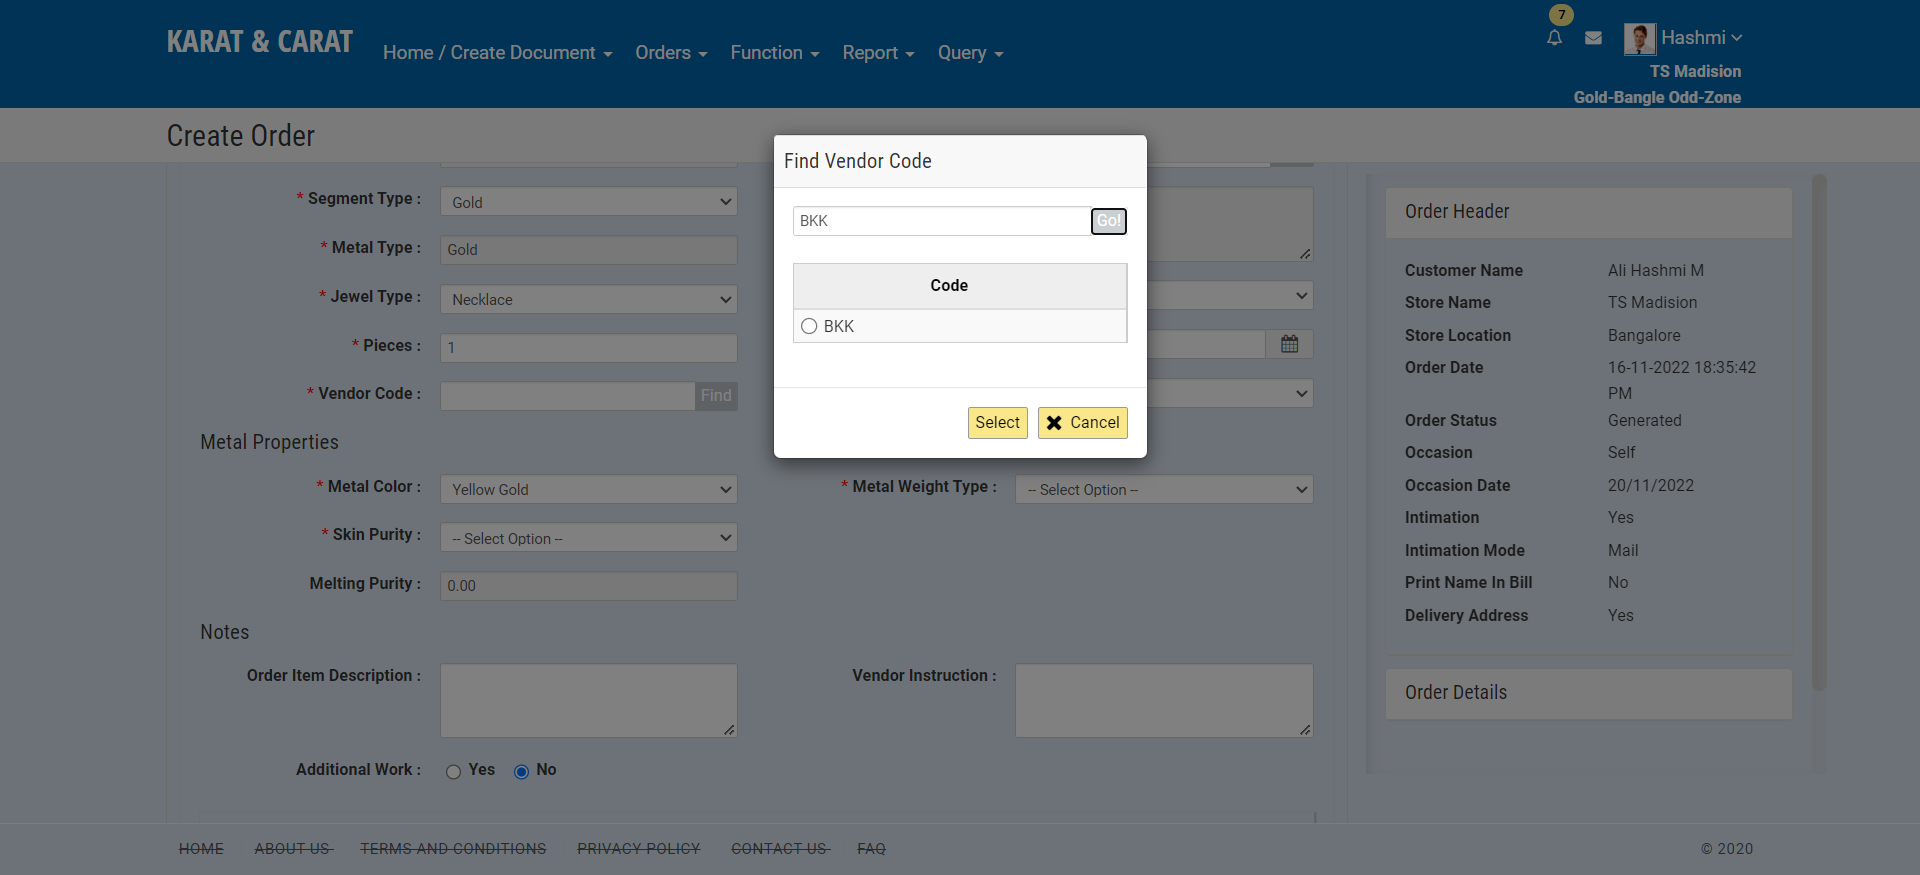 KARAT & CARAT
Home / Create Document
Orders
Function
Report
Query
7
Hashmi
TS Madision
Gold-Bangle Odd-Zone
Create Order
Find Vendor Code
BKK
Go!
Code
BKK
Select
Cancel
* Segment Type :
Gold
* Metal Type :
Gold
* Jewel Type :
Necklace
* Pieces :
1
* Vendor Code :
Find
Metal Properties
* Metal Color :
Yellow Gold
* Metal Weight Type :
-- Select Option --
* Skin Purity :
-- Select Option --
Melting Purity :
0.00
Notes
Order Item Description :
Vendor Instruction :
Additional Work :
Yes
No
Order Header
Customer Name Ali Hashmi M
Store Name TS Madision
Store Location Bangalore
Order Date 16-11-2022 18:35:42
PM
Order Status Generated
Occasion Self
Occasion Date 20/11/2022
Intimation Yes
Intimation Mode Mail
Print Name In Bill No
Delivery Address Yes
Order Details
HOME
ABOUT US
TERMS AND CONDITIONS
PRIVACY POLICY
CONTACT US
FAQ
© 2020